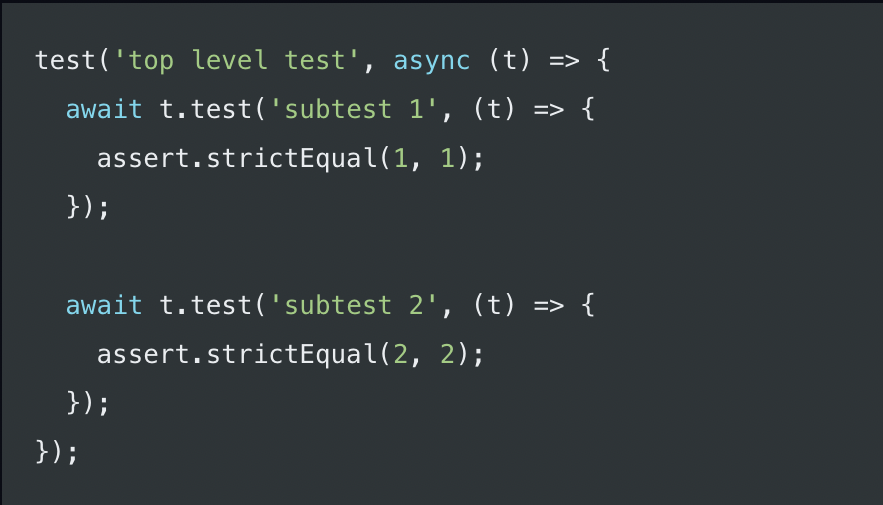 test('top level test', async (t) => {
  await t.test('subtest 1', (t) => {
    assert.strictEqual(1, 1);
  });

  await t.test('subtest 2', (t) => {
    assert.strictEqual(2, 2);
  });
});